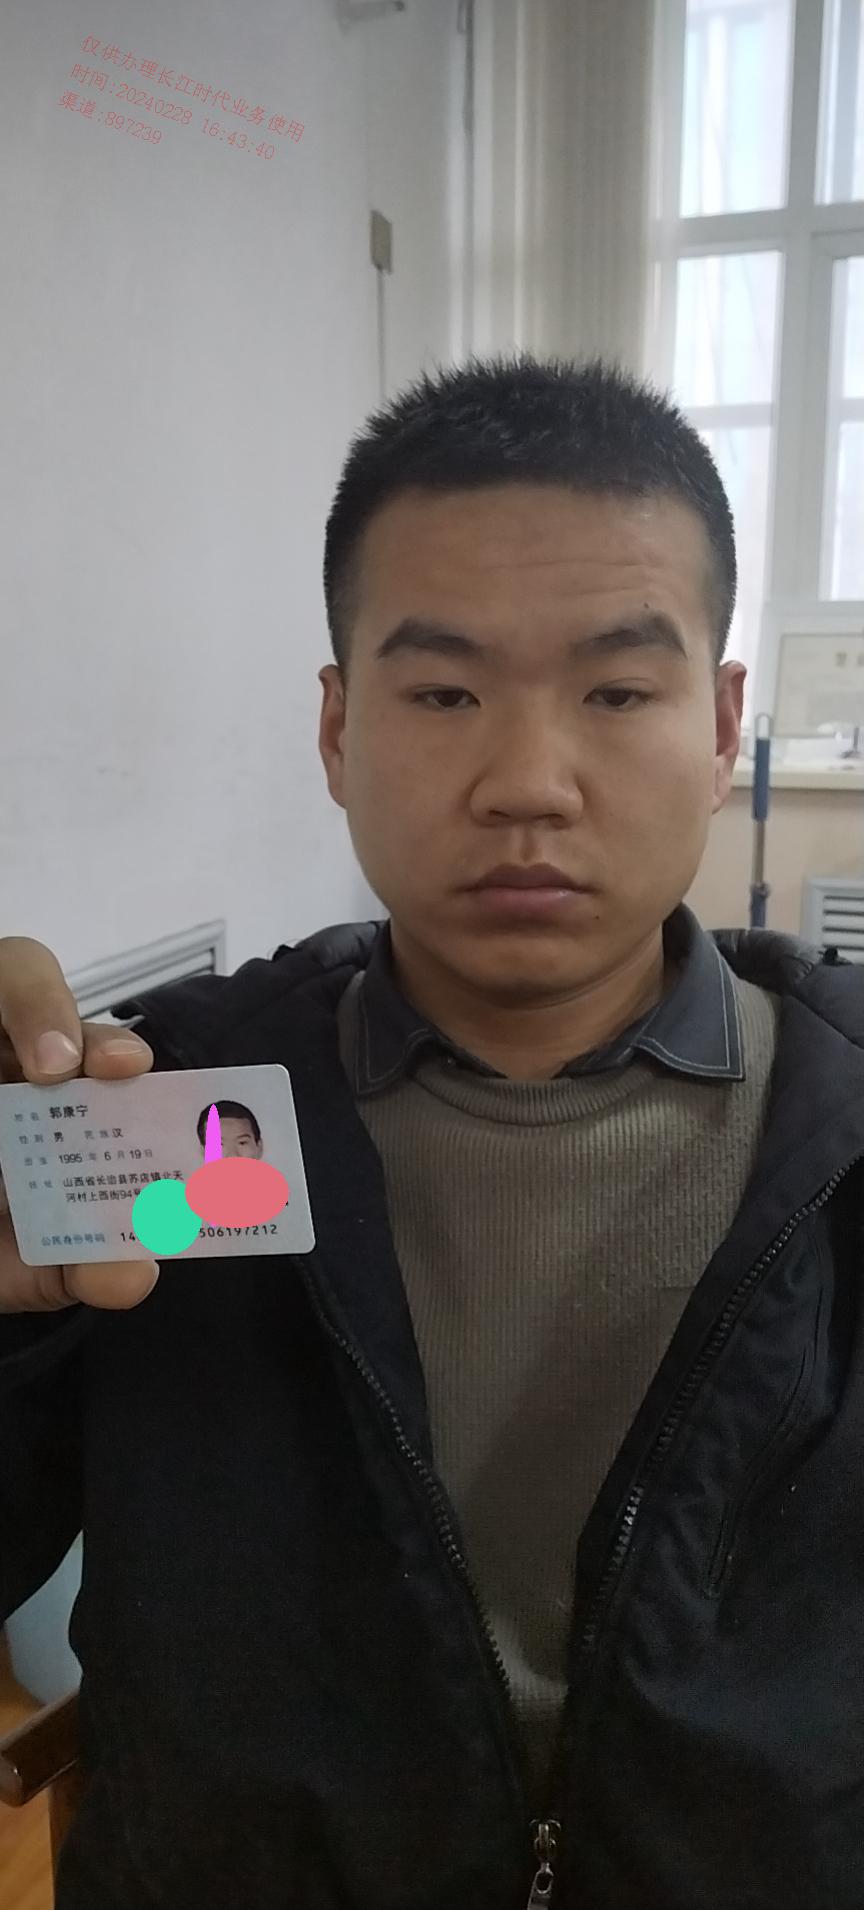 仅供办理长江时代业务使用
时间:20240228 16:43:40
渠道:897239
姓名 郭康宁
性别 男 民族 汉
出生 1995 年 6 月 19 日
住址 山西省长治县苏店镇北天
河村上西街94
公民身份号码 14 506197212